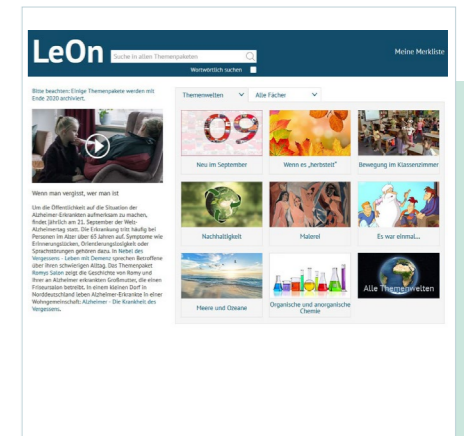 LeOn
Suche in allen Themenpaketen
Wortwörtlich suchen
Meine Merkliste
Bitte beachten: Einige Themenpakete werden mit
Ende 2020 archiviert.
Wenn man vergisst, wer man ist
Um die Öffentlichkeit auf die Situation der
Alzheimer-Erkrankten aufmerksam zu machen,
findet jährlich am 21. September der Welt-
Alzheimertag statt. Die Erkrankung tritt häufig bei
Personen im Alter über 65 Jahren auf. Symptome wie
Erinnerungslücken, Orientierungslosigkeit oder
Sprachstörungen gehören dazu. In Nebel des
Vergessens - Leben mit Demenz sprechen Betroffene
über ihren schwierigen Alltag. Das Themenpaket
Romys Salon zeigt die Geschichte von Romy und
ihrer an Alzheimer erkrankten Großmutter, die einen
Friseursalon betreibt. In einem kleinen Dorf in
Norddeutschland leben Alzheimer-Erkrankte in einer
Wohngemeinschaft: Alzheimer - Die Krankheit des
Vergessens.
Themenwelten
Alle Fächer
09
Neu im September
Wenn es „herbstelt"
Bewegung im Klassenzimmer
Nachhaltigkeit
Malerei
Es war einmal...
Meere und Ozeane
Organische und anorganische
Chemie
Alle Themenwelten